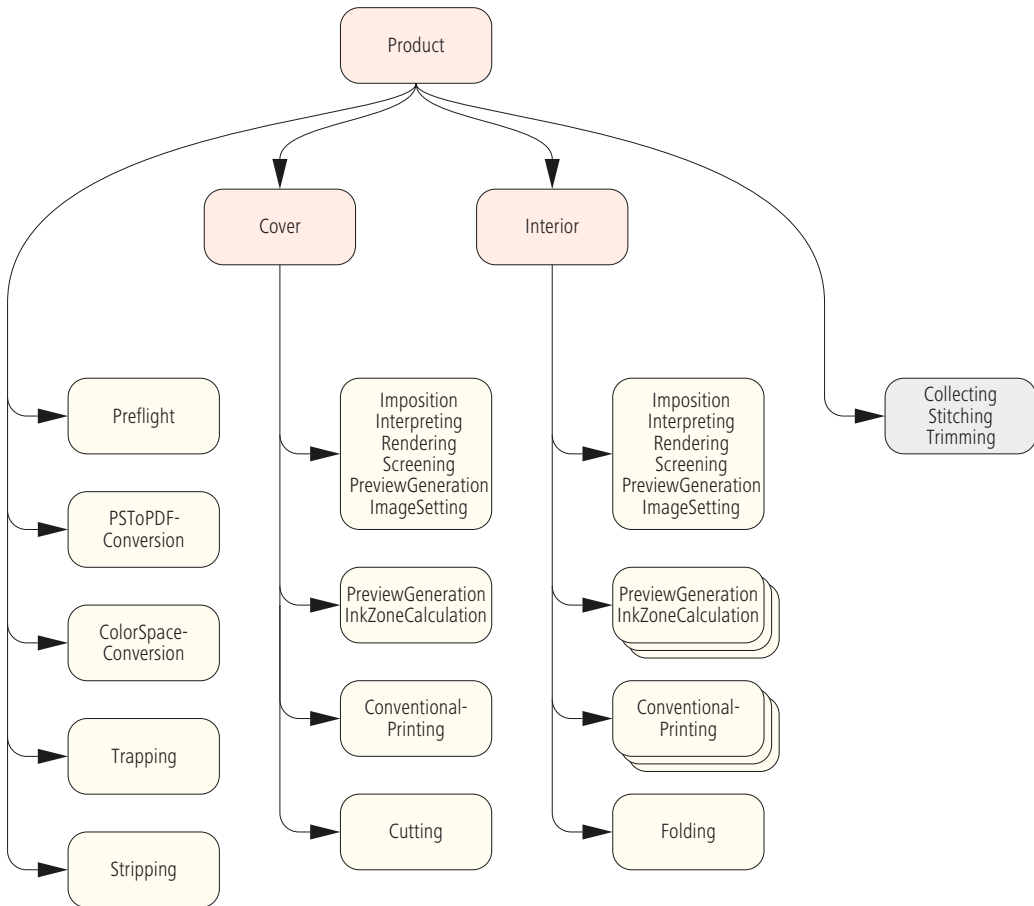 Product
Cover
Interior
Preflight
PSToPDF-
Conversion
ColorSpace-
Conversion
Trapping
Stripping
Imposition
Interpreting
Rendering
Screening
PreviewGeneration
ImageSetting
PreviewGeneration
InkZoneCalculation
Conventional-
Printing
Cutting
Imposition
Interpreting
Rendering
Screening
PreviewGeneration
ImageSetting
PreviewGeneration
InkZoneCalculation
Conventional-
Printing
Folding
Collecting
Stitching
Trimming